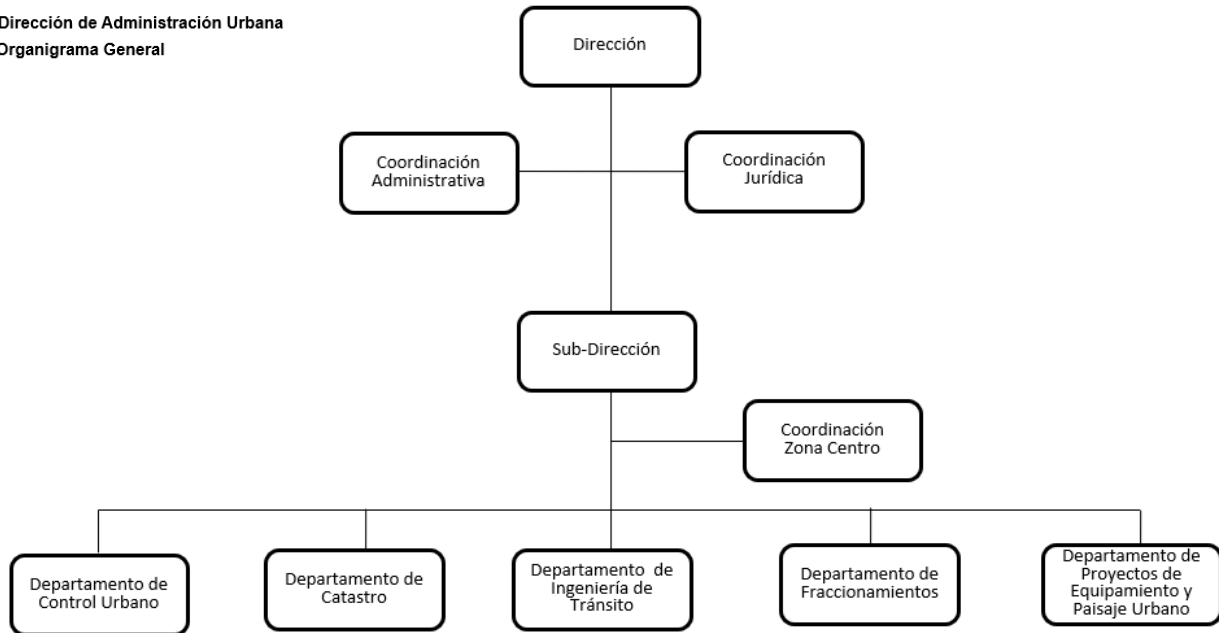 Dirección de Administración Urbana
Organigrama General
Dirección
Coordinación
Administrativa
Coordinación
Jurídica
Sub-Dirección
Coordinación
Zona Centro
Departamento de
Control Urbano
Departamento de
Catastro
Departamento de
Ingeniería de
Tránsito
Departamento de
Fraccionamientos
Departamento de
Proyectos de
Equipamiento y
Paisaje Urbano